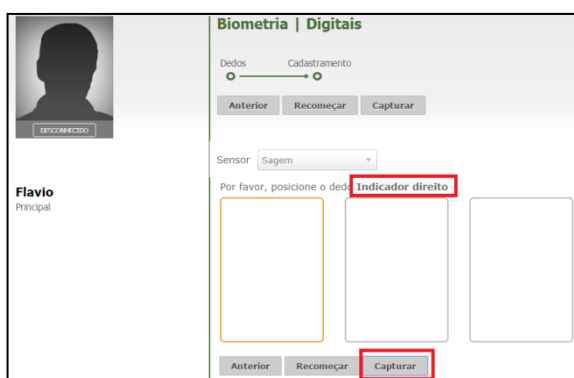 Biometria | Digitais
Dedos Cadastramento
Anterior Recomeçar Capturar
DESCONHECIDO
Sensor Sagem
Flavio
Principal
Por favor, posicione o dedo Indicador direito
Anterior Recomeçar Capturar